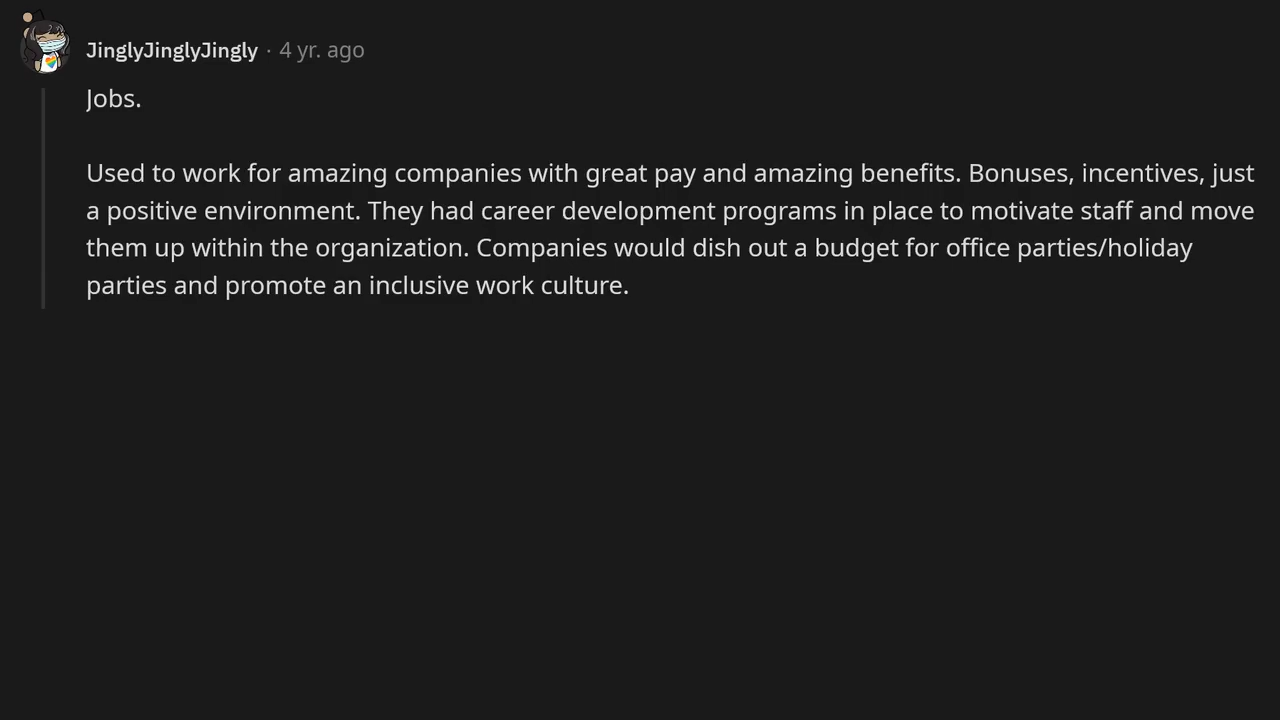 JinglyJinglyJingly · 4 yr. ago
Jobs.
Used to work for amazing companies with great pay and amazing benefits. Bonuses, incentives, just
a positive environment. They had career development programs in place to motivate staff and move
them up within the organization. Companies would dish out a budget for office parties/holiday
parties and promote an inclusive work culture.